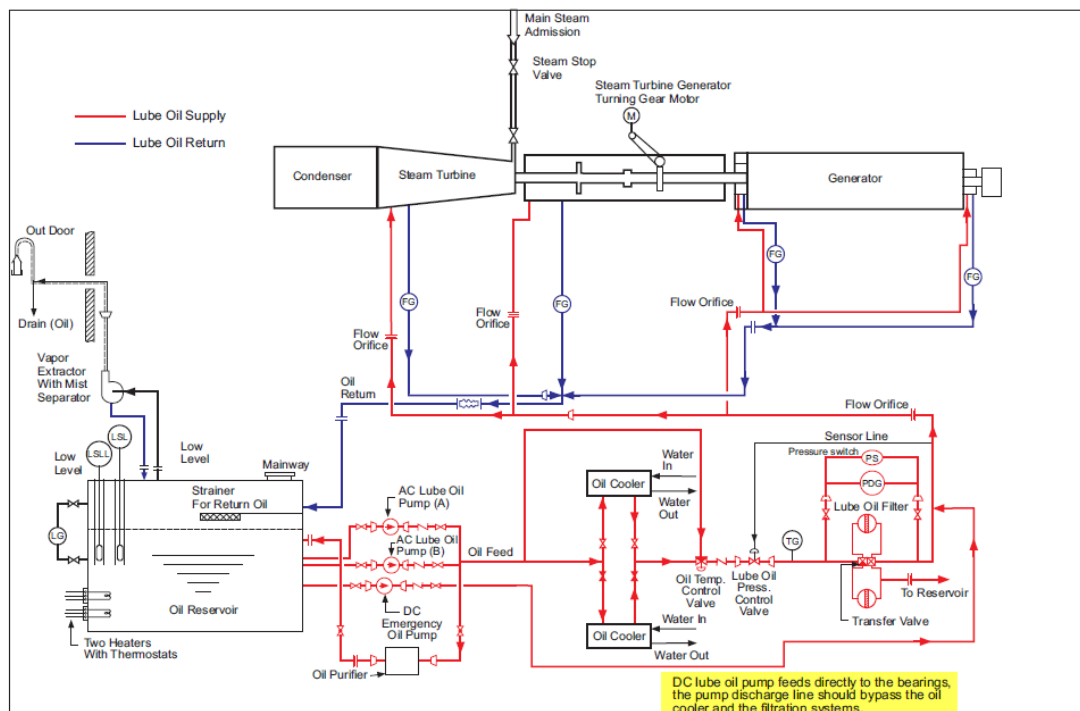 Main Steam
Admission
Steam Stop
Valve
Steam Turbine Generator
Turning Gear Motor
M
Lube Oil Supply
Lube Oil Return
Condenser
Steam Turbine
Generator
Out Door
Drain (Oil)
FG
FG
FG
FG
Flow
Orifice
Flow
Orifice
Flow Orifice
Vapor
Extractor
With Mist
Separator
Oil
Return
Flow Orifice
Sensor Line
Pressure switch
PS
PDG
Lube Oil Filter
LSLL
LSL
Low
Level
Low
Level
Mainway
Strainer
For Return Oil
LG
Oil Reservoir
Two Heaters
With Thermostats
AC Lube Oil
Pump (A)
AC Lube Oil
Pump (B)
DC
Emergency
Oil Pump
Oil Purifier
Oil Feed
Oil Cooler
Water
In
Water
Out
Oil Cooler
Water In
Water Out
Oil Temp.
Control
Valve
Lube Oil
Press.
Control
Valve
TG
To Reservoir
Transfer Valve
DC lube oil pump feeds directly to the bearings,
the pump discharge line should bypass the oil
cooler and the filtration systems